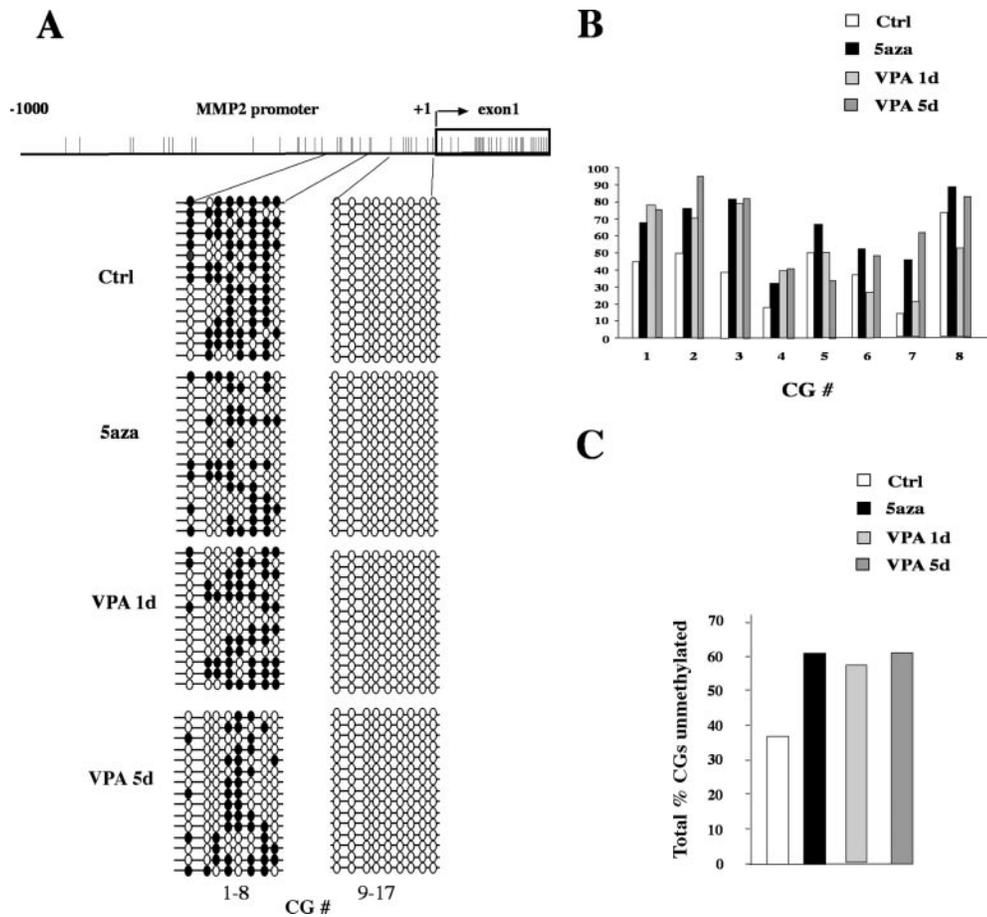 A
-1000
MMP2 promoter
+1
exon1
Ctrl
5aza
VPA 1d
VPA 5d
1-8
9-17
CG #
B
Ctrl
5aza
VPA 1d
VPA 5d
100
90
80
70
60
50
40
30
20
10
0
1 2 3 4 5 6 7 8
CG #
C
Ctrl
5aza
VPA 1d
VPA 5d
Total % CGs unmethylated
70
60
50
40
30
20
10
0